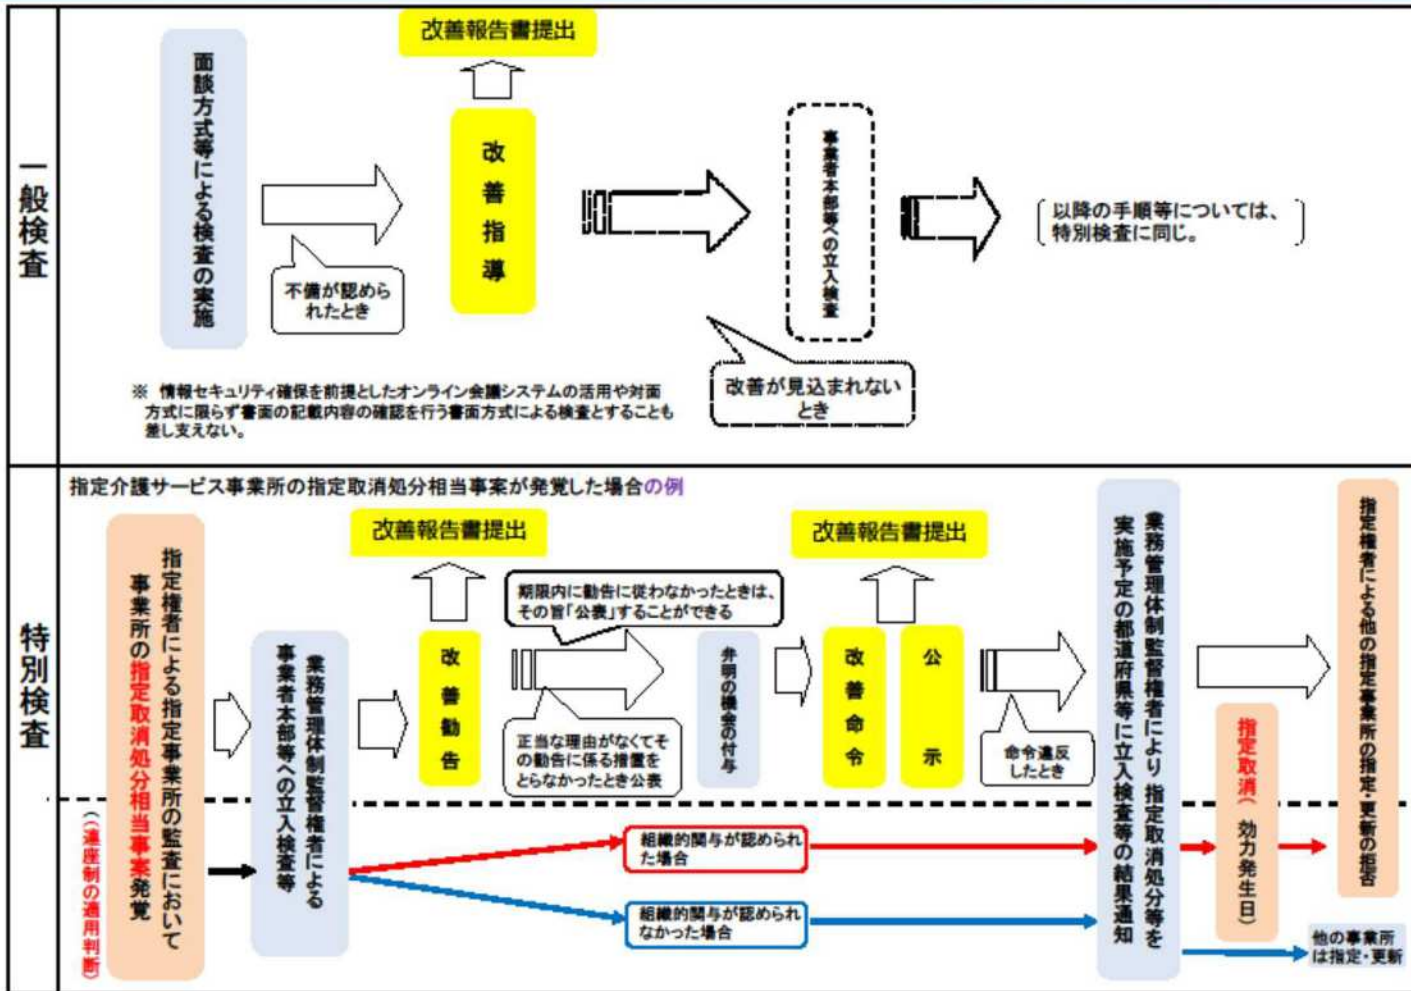 一般検査
面談方式等による検査の実施
不備が認めら
れたとき
改善報告書提出
改善指導
事業者本部等への立入検査
改善が見込まれない
とき
以降の手順等については、
特別検査に同じ。
※ 情報セキュリティ確保を前提としたオンライン会議システムの活用や対面
方式に限らず書面の記載内容の確認を行う書面方式による検査とすることも
差し支えない。
特別検査
指定介護サービス事業所の指定取消処分相当事案が発覚した場合の例
指定権者による指定事業所の監査において
事業所の指定取消処分相当事案発覚
(（連座制の適用判断）
業務管理体制監督権者による
事業者本部等への立入検査等
改善報告書提出
改善勧告
期限内に勧告に従わなかったときは、
その旨「公表」することができる
正当な理由がなくてそ
の勧告に係る措置を
とらなかったとき公表
弁明の機会の付与
改善報告書提出
改善命令
公示
命令違反
したとき
業務管理体制監督権者により 指定取消処分等を
実施予定の都道府県等に立入検査等の結果通知
指定取消( 効力発生日)
指定権者による他の指定事業所の指定・更新の拒否
組織的関与が認められ
た場合
組織的関与が認められ
なかった場合
他の事業所
は指定・更新